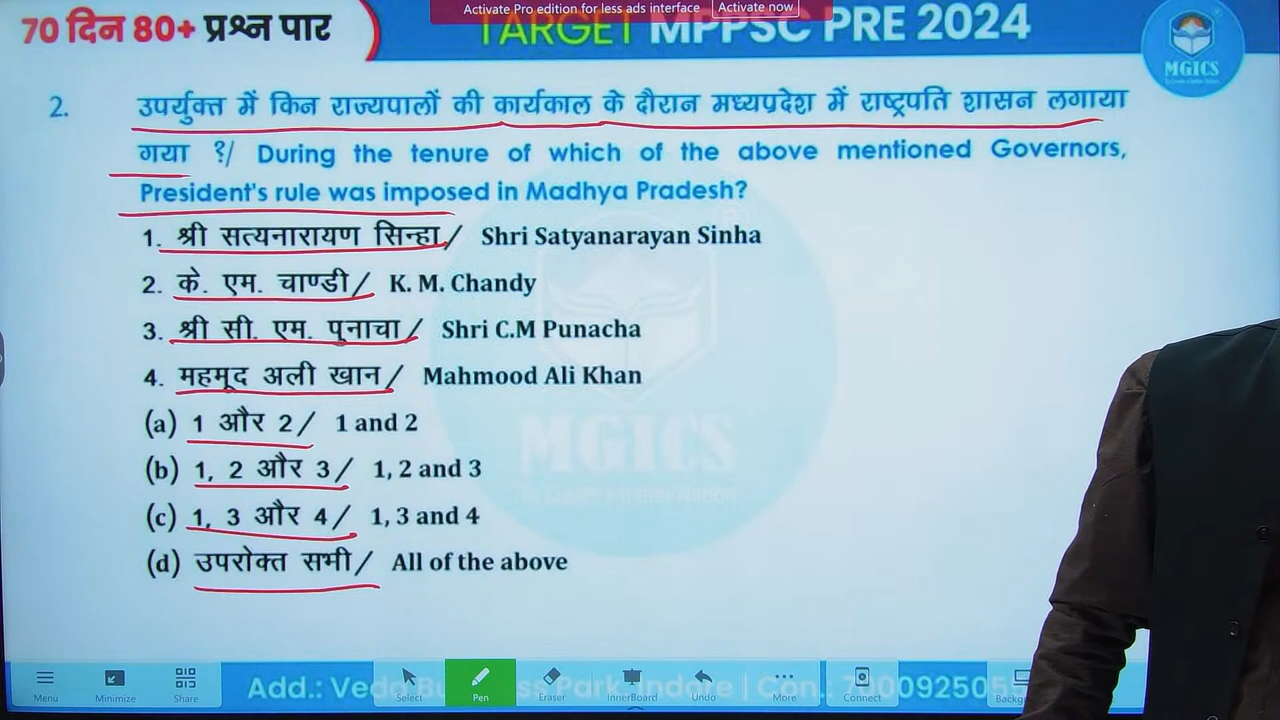 Activate Pro edition for less ads interface Activate now
70 दिन 80+ प्रश्न पार
TARGET MPPSC PRE 2024
MGICS
2. उपर्युक्त में किन राज्यपालों की कार्यकाल के दौरान मध्यप्रदेश में राष्ट्रपति शासन लगाया
गया ?/ During the tenure of which of the above mentioned Governors,
President's rule was imposed in Madhya Pradesh?
1. श्री सत्यनारायण सिन्हा/ Shri Satyanarayan Sinha
2. के. एम. चाण्डी/ K. M. Chandy
3. श्री सी. एम. पूनाचा/ Shri C.M Punacha
4. महमूद अली खान/ Mahmood Ali Khan
(a) 1 और 2/ 1 and 2
(b) 1, 2 और 3/ 1, 2 and 3
(c) 1, 3 और 4/ 1, 3 and 4
(d) उपरोक्त सभी/ All of the above
MGICS
Menu Minimize Share Select Pen Eraser InnerBoard Undo More Connect
Add.: